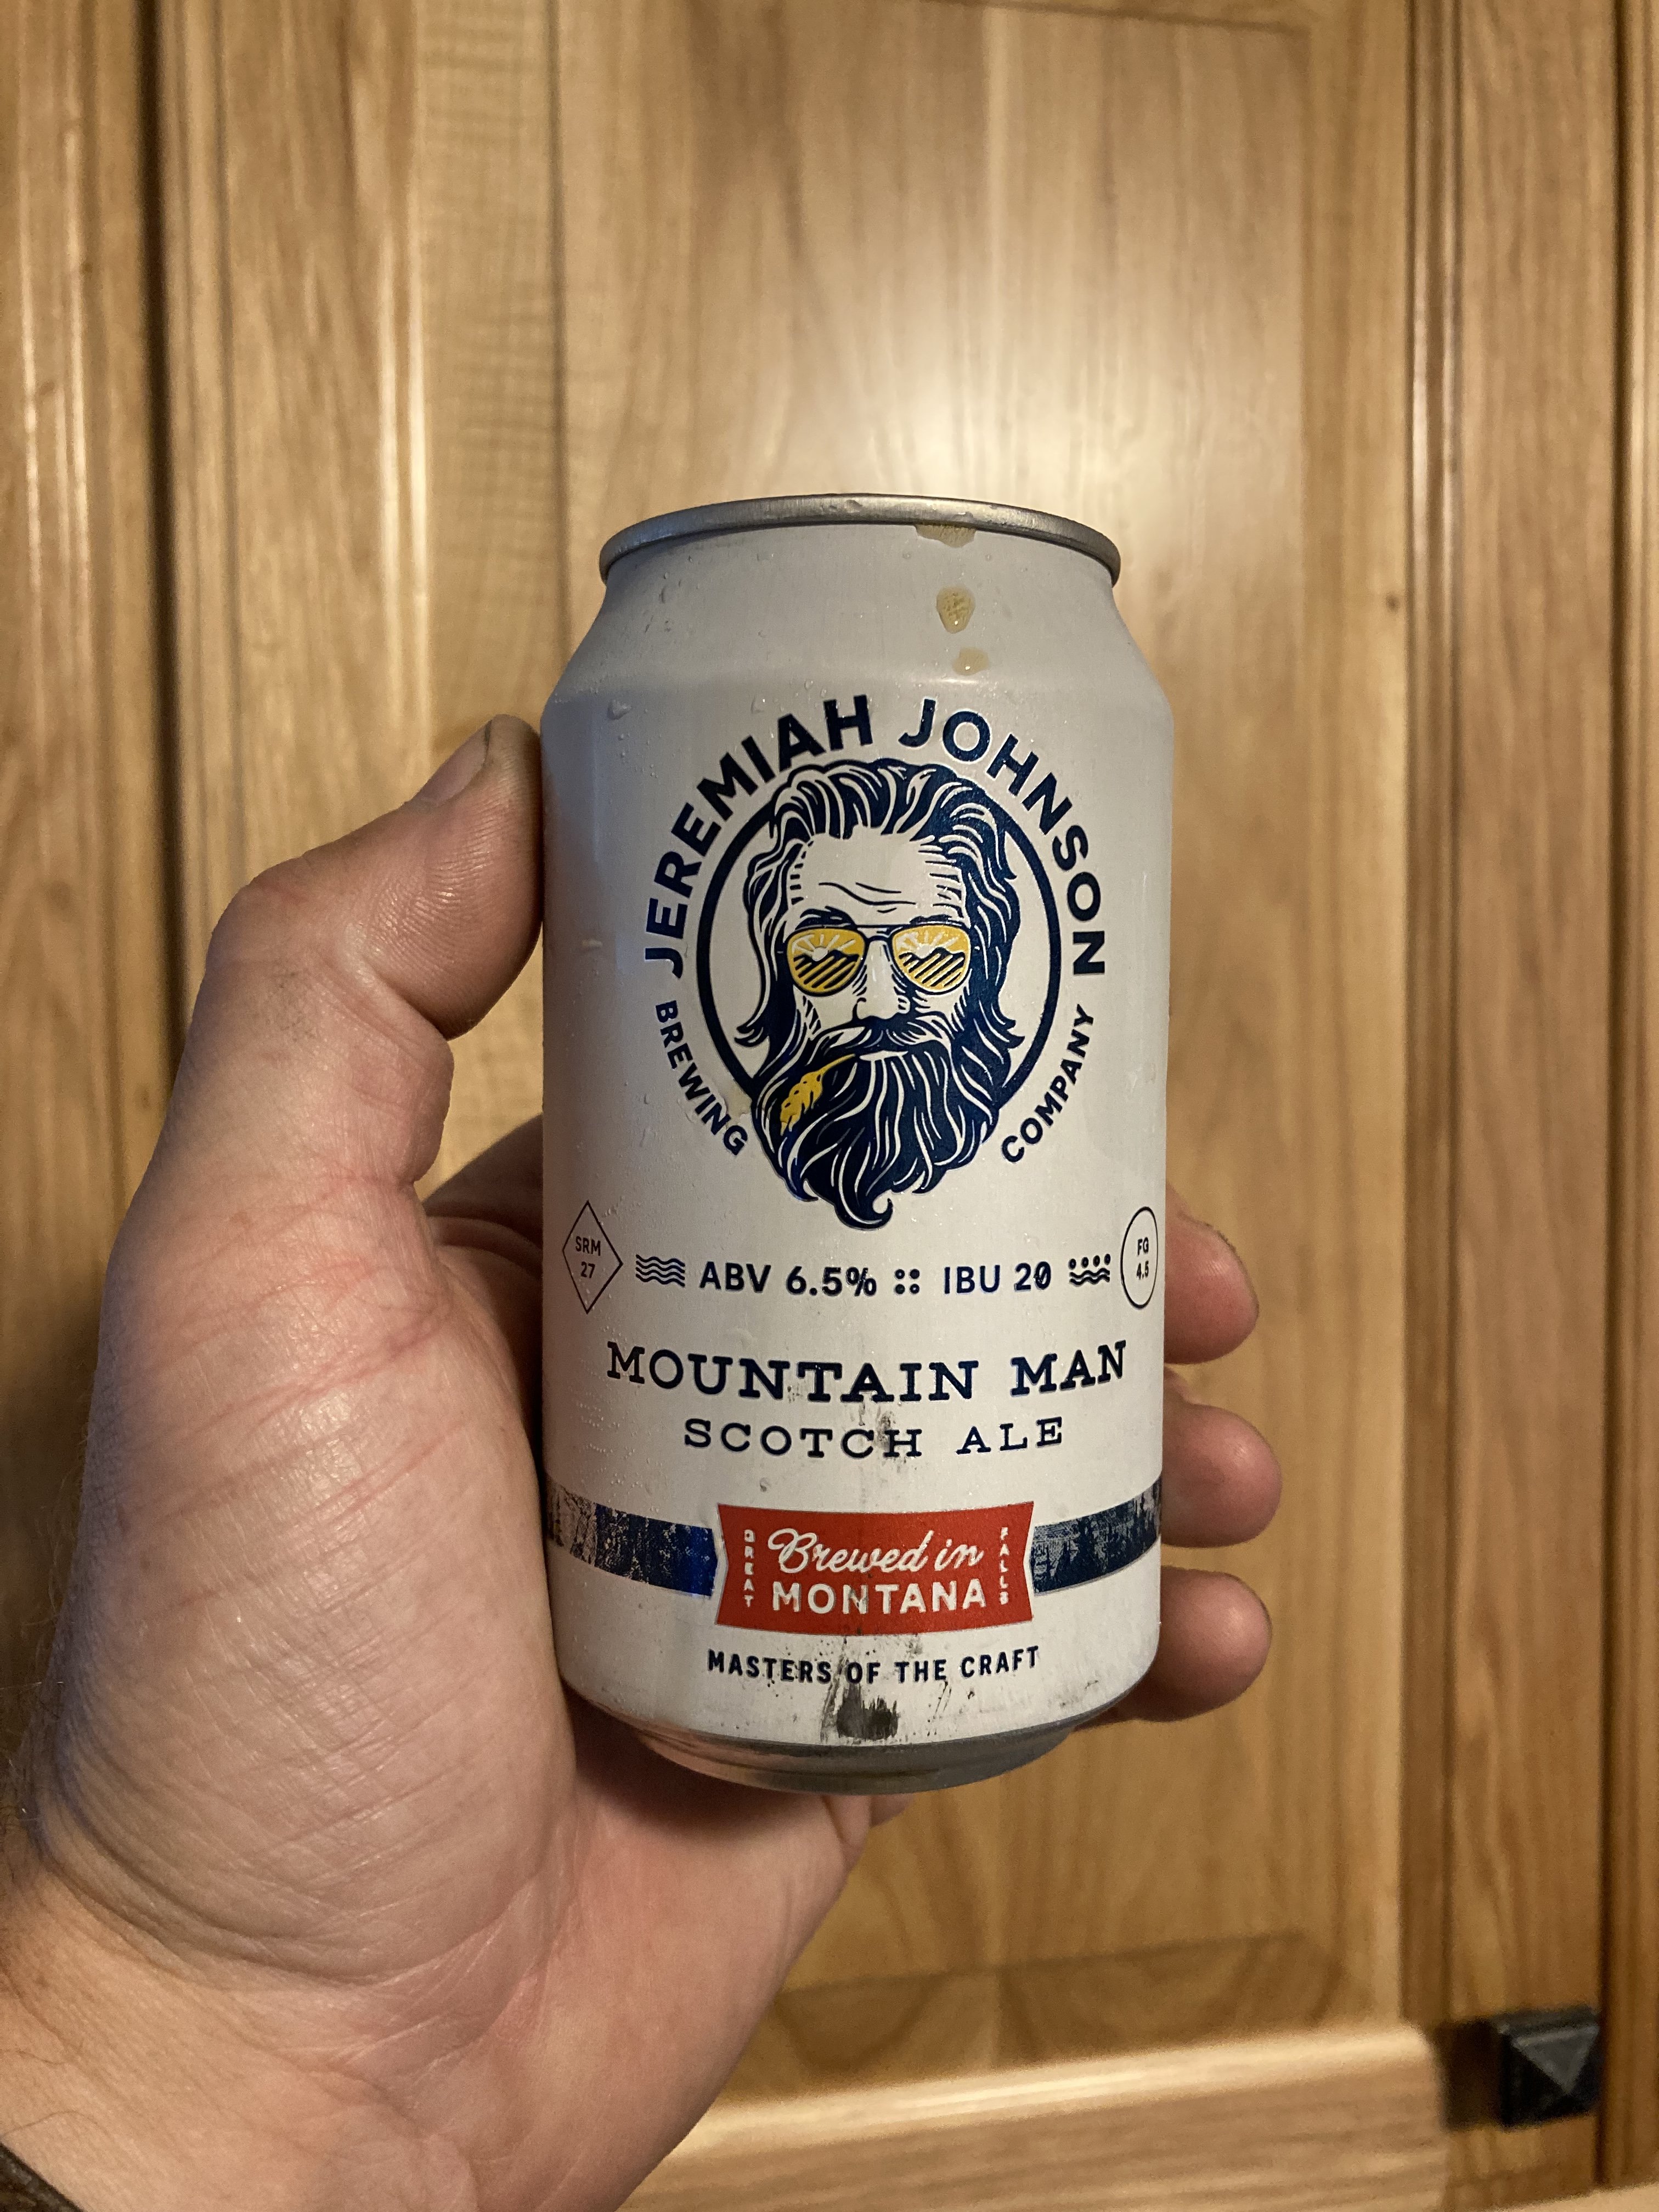 JEREMIAH JOHNSON
BREWING COMPANY
SRM
27
ABV 6.5% :: IBU 20
FG
4.5
MOUNTAIN MAN
SCOTCH ALE
GREAT
Brewed in
MONTANA
FALLS
MASTERS OF THE CRAFT